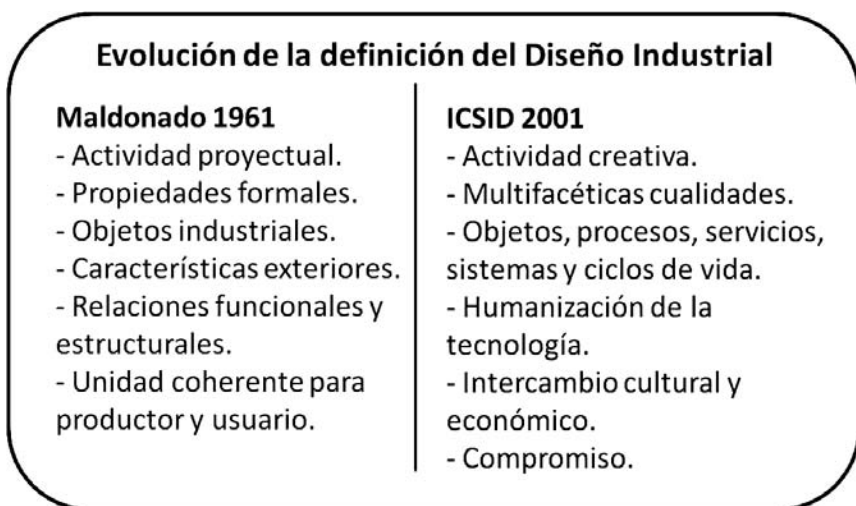 Evolución de la definición del Diseño Industrial
Maldonado 1961
- Actividad proyectual.
- Propiedades formales.
- Objetos industriales.
- Características exteriores.
- Relaciones funcionales y
estructurales.
- Unidad coherente para
productor y usuario.
ICSID 2001
- Actividad creativa.
- Multifacéticas cualidades.
- Objetos, procesos, servicios,
sistemas y ciclos de vida.
- Humanización de la
tecnología.
- Intercambio cultural y
económico.
- Compromiso.